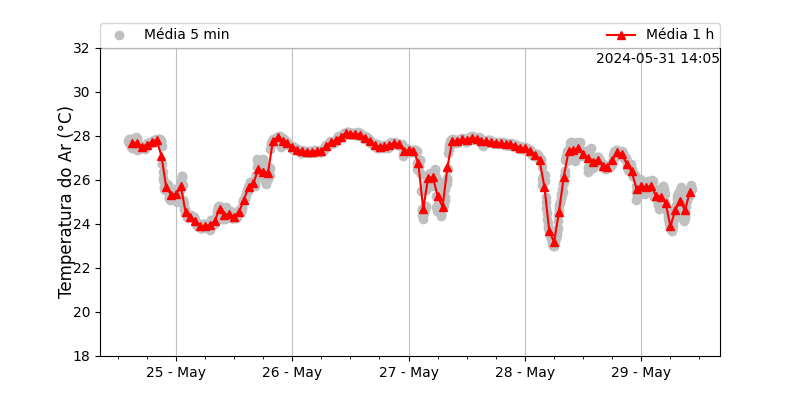 Média 5 min
Média 1 h
2024-05-31 14:05
Temperatura do Ar (°C)
32
30
28
26
24
22
20
18
25 - May
26 - May
27 - May
28 - May
29 - May